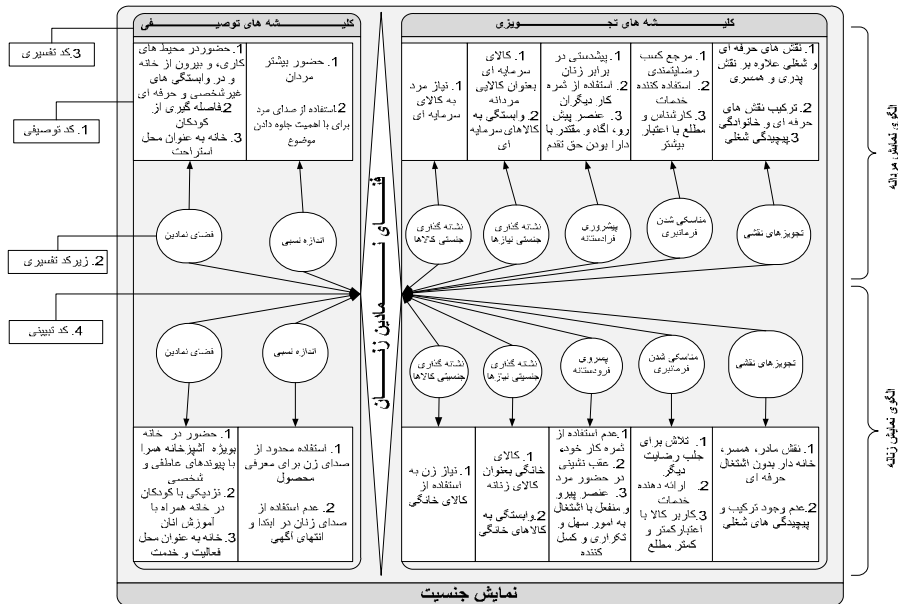 کلیشه های تجـــویزی
1. نقش های حرفه ای
و شغلی علاوه بر نقش
پدری و همسری
2. ترکیب نقش های
حرفه ای و خانوادگی
3. پیچیدگی شغلی
1. مرجع کسب
رضایتمندی
2. استفاده کننده
خدمات
3. کارشناس و
مطلع با اعتبار
بیشتر
1. پیشدستی در
برابر زنان
2. استفاده از ثمره
کار دیگران
3. عنصر پیش
رو، اگاه و مقتدر با
دارا بودن حق تقدم
1. کالای
سرمایه ای
بعنوان کالایی
مردانه
2. وابستگی به
کالاهای سرمایه
ای
1. نیاز مرد
به کالای
سرمایه ای
تجویزهای نقشی
مناسکی شدن
فرمانبری
پیشروری
فرادستانه
نشانه گذاری
جنستی نیازها
نشانه گذاری
جنسی کالاها
کلیشه های توصیـفی
1. حضور بیشتر
مردان
2. استفاده از صدای مرد
برای با اهمیت جلوه دادن
موضوع
1. حضوردر محیط های
کاری، و بیرون از خانه
و در وابستگی های
غیرشخصی و حرفه ای
2. فاصله گیری از
کودکان
3. خانه به عنوان محل
استراحت
اندازه نسبی
فضای نمادین
3. کد تفسیری
1. کد توصیفی
2. زیرکد تفسیری
4. کد تبیینی
فضای نـــمادین زنـــان
الگوی نمایش مردانه
الگوی نمایش زنانه
تجویزهای نقشی
مناسکی شدن
فرمانبری
پسروی
فرودستانه
نشانه گذاری
جنسیتی نیازها
نشانه گذاری
جنسیتی کالاها
اندازه نسبی
فضای نمادین
1. نقش مادر، همسر،
خانه دار بدون اشتغال
حرفه ای
2. عدم وجود ترکیب و
پیچیدگی های شغلی
1. تلاش برای
جلب رضایت
دیگر
2. ارائه دهنده
خدمات
3. کاربر کالا با
اعتبارکمتر و
کمتر مطلع
1. عدم استفاده از
ثمره کار خود،
2. عقب نشینی
در حضور مرد
3. عنصر پیرو
و منفعل با اشتغال
به امور سهل و
تکراری و کسل
کننده
1. کالای
خانگی بعنوان
کالای زنانه
2. وابستگی به
کالاهای خانگی
1. نیاز زن به
استفاده از
کالای خانگی
1. استفاده محدود از
صدای زن برای معرفی
محصول
2. عدم استفاده از
صدای زنان در ابتدا و
انتهای آگهی
1. حضور در خانه
بویژه آشپزخانه همرا
با پیوندهای عاطفی و
شخصی
2. نزدیکی با کودکان
در خانه همراه با
آموزش انان
3. خانه به عنوان محل
فعالیت و خدمت
نمایش جنسیت